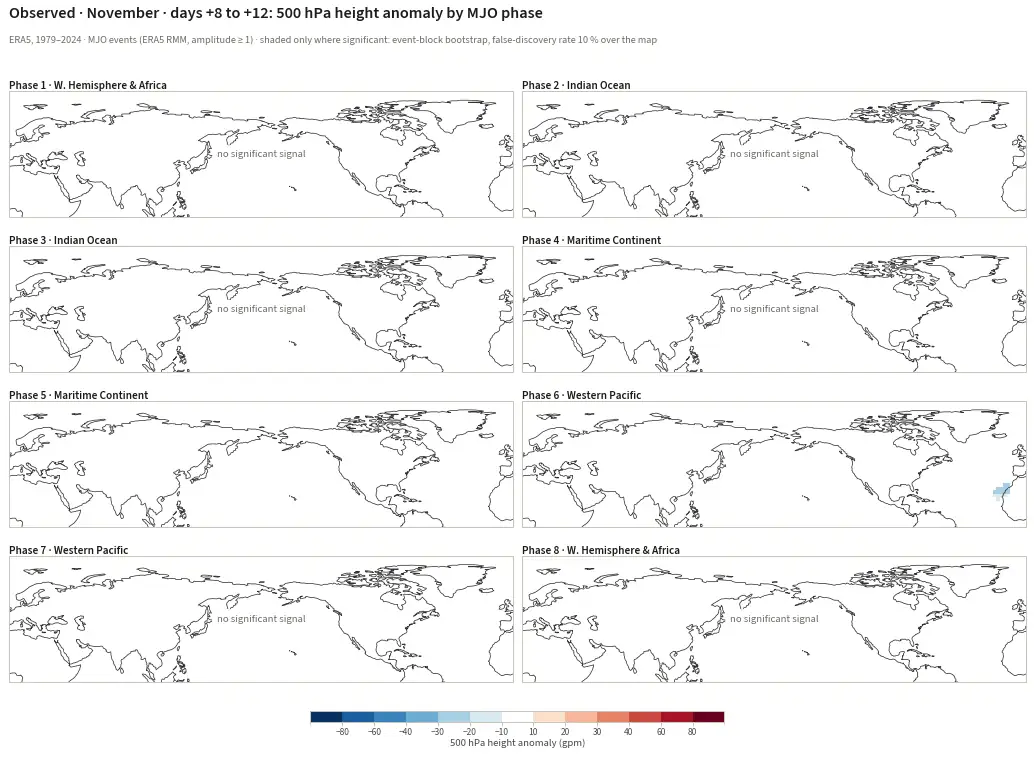 Observed · November · days +8 to +12: 500 hPa height anomaly by MJO phase
ERA5, 1979–2024 · MJO events (ERA5 RMM, amplitude ≥ 1) · shaded only where significant: event-block bootstrap, false-discovery rate 10 % over the map
Phase 1 · W. Hemisphere & Africa
Phase 2 · Indian Ocean
no significant signal
no significant signal
Phase 3 · Indian Ocean
Phase 4 · Maritime Continent
no significant signal
no significant signal
Phase 5 · Maritime Continent
Phase 6 · Western Pacific
Phase 7 · Western Pacific
Phase 8 · W. Hemisphere & Africa
no significant signal
no significant signal
−80 −60 −40 −30 −20 −10 10 20 30 40 60 80
500 hPa height anomaly (gpm)